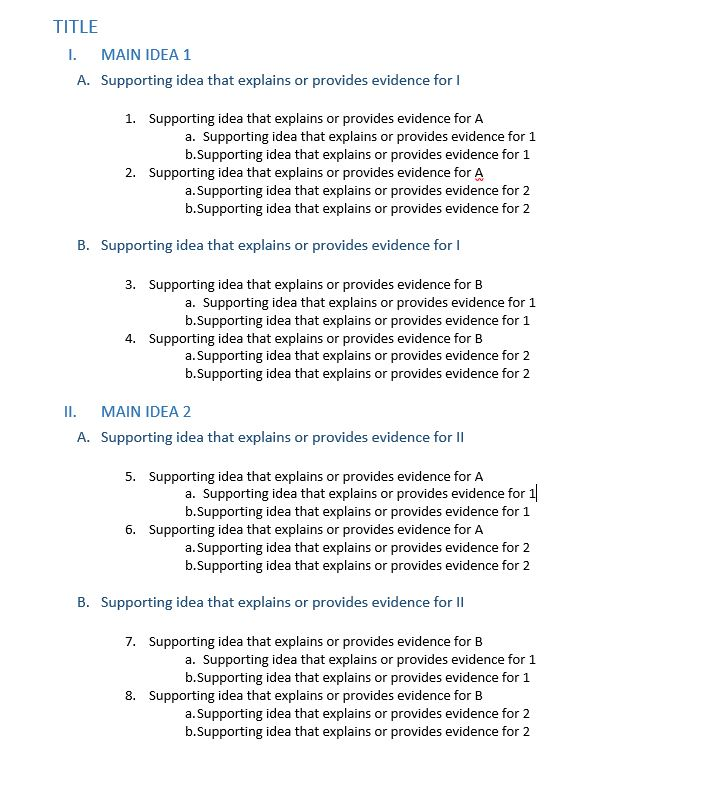 TITLE
I. MAIN IDEA 1
A. Supporting idea that explains or provides evidence for I
1. Supporting idea that explains or provides evidence for A
a. Supporting idea that explains or provides evidence for 1
b.Supporting idea that explains or provides evidence for 1
2. Supporting idea that explains or provides evidence for A
a.Supporting idea that explains or provides evidence for 2
b.Supporting idea that explains or provides evidence for 2
B. Supporting idea that explains or provides evidence for I
3. Supporting idea that explains or provides evidence for B
a. Supporting idea that explains or provides evidence for 1
b.Supporting idea that explains or provides evidence for 1
4. Supporting idea that explains or provides evidence for B
a.Supporting idea that explains or provides evidence for 2
b.Supporting idea that explains or provides evidence for 2
II. MAIN IDEA 2
A. Supporting idea that explains or provides evidence for II
5. Supporting idea that explains or provides evidence for A
a. Supporting idea that explains or provides evidence for 1
b.Supporting idea that explains or provides evidence for 1
6. Supporting idea that explains or provides evidence for A
a.Supporting idea that explains or provides evidence for 2
b.Supporting idea that explains or provides evidence for 2
B. Supporting idea that explains or provides evidence for II
7. Supporting idea that explains or provides evidence for B
a. Supporting idea that explains or provides evidence for 1
b.Supporting idea that explains or provides evidence for 1
8. Supporting idea that explains or provides evidence for B
a.Supporting idea that explains or provides evidence for 2
b.Supporting idea that explains or provides evidence for 2